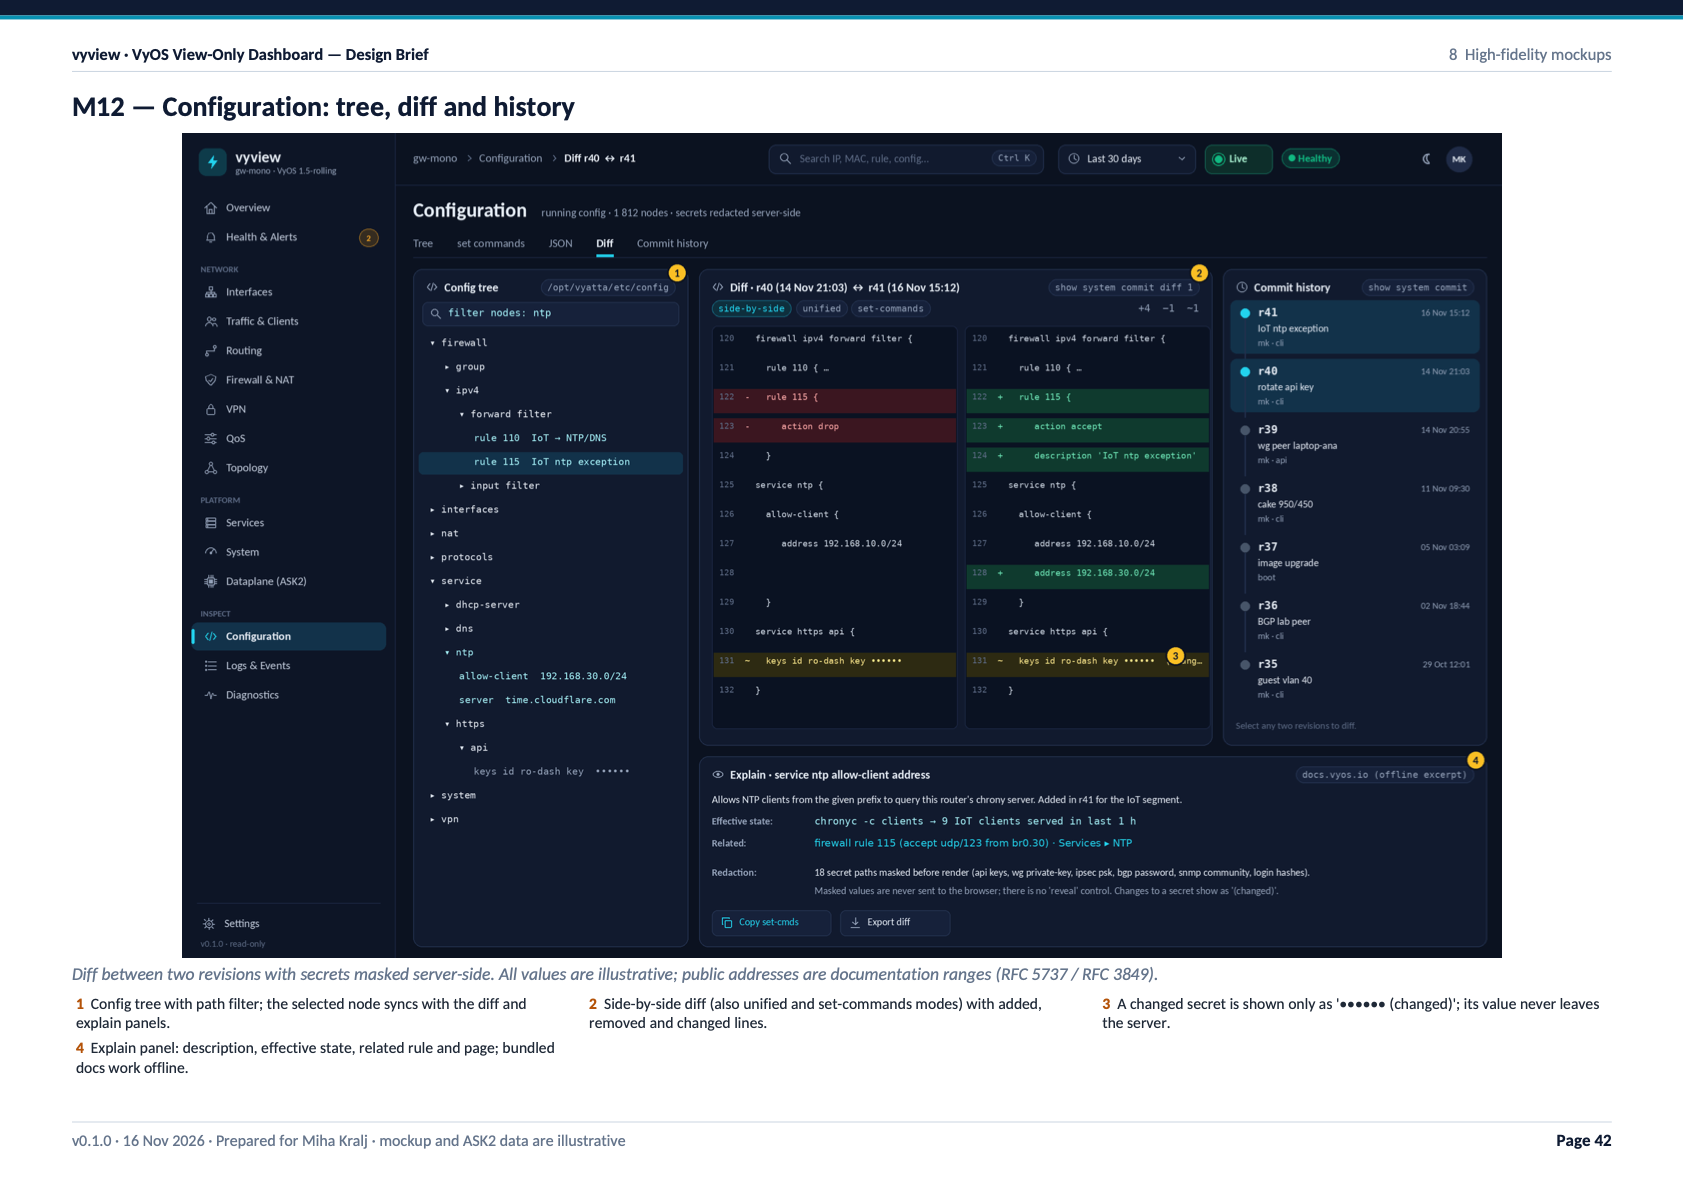 vyview · VyOS View-Only Dashboard — Design Brief
8 High-fidelity mockups
M12 — Configuration: tree, diff and history
vyview
gw-mono · VyOS 1.5-rolling
Overview
Health & Alerts
2
NETWORK
Interfaces
Traffic & Clients
Routing
Firewall & NAT
VPN
QoS
Topology
PLATFORM
Services
System
Dataplane (ASK2)
INSPECT
Configuration
Logs & Events
Diagnostics
Settings
v0.1.0 · read-only
gw-mono > Configuration > Diff r40 ↔ r41
Search IP, MAC, rule, config…
Ctrl K
Last 30 days
Live
Healthy
MK
Configuration
running config · 1 812 nodes · secrets redacted server-side
Tree set commands JSON Diff Commit history
1
Config tree
/opt/vyatta/etc/config
filter nodes: ntp
▾ firewall
▸ group
▾ ipv4
▾ forward filter
rule 110 IoT → NTP/DNS
rule 115 IoT ntp exception
▸ input filter
▸ interfaces
▸ nat
▸ protocols
▾ service
▸ dhcp-server
▸ dns
▾ ntp
allow-client 192.168.30.0/24
server time.cloudflare.com
▾ https
▾ api
keys id ro-dash key ••••••
▸ system
▸ vpn
2
Diff · r40 (14 Nov 21:03) ↔ r41 (16 Nov 15:12)
show system commit diff 1
side-by-side unified set-commands
+4 −1 ~1
120 firewall ipv4 forward filter {
121 rule 110 { …
122 - rule 115 {
123 - action drop
124 }
125 service ntp {
126 allow-client {
127 address 192.168.10.0/24
128
129 }
130 service https api {
131 ~ keys id ro-dash key ••••••
132 }
120 firewall ipv4 forward filter {
121 rule 110 { …
122 + rule 115 {
123 + action accept
124 + description 'IoT ntp exception'
125 service ntp {
126 allow-client {
127 address 192.168.10.0/24
128 + address 192.168.30.0/24
129 }
130 service https api {
131 ~ keys id ro-dash key ••••••
3
132 }
Commit history
show system commit
r41 16 Nov 15:12
IoT ntp exception
mk · cli
r40 14 Nov 21:03
rotate api key
mk · cli
r39 14 Nov 20:55
wg peer laptop-ana
mk · api
r38 11 Nov 09:30
cake 950/450
mk · cli
r37 05 Nov 03:09
image upgrade
boot
r36 02 Nov 18:44
BGP lab peer
mk · cli
r35 29 Oct 12:01
guest vlan 40
mk · cli
Select any two revisions to diff.
4
Explain · service ntp allow-client address
docs.vyos.io (offline excerpt)
Allows NTP clients from the given prefix to query this router's chrony server. Added in r41 for the IoT segment.
Effective state: chronyc -c clients → 9 IoT clients served in last 1 h
Related: firewall rule 115 (accept udp/123 from br0.30) · Services ▸ NTP
Redaction: 18 secret paths masked before render (api keys, wg private-key, ipsec psk, bgp password, snmp community, login hashes).
Masked values are never sent to the browser; there is no 'reveal' control. Changes to a secret show as '(changed)'.
Copy set-cmds
Export diff
Diff between two revisions with secrets masked server-side. All values are illustrative; public addresses are documentation ranges (RFC 5737 / RFC 3849).
1 Config tree with path filter; the selected node syncs with the diff and
explain panels.
2 Side-by-side diff (also unified and set-commands modes) with added,
removed and changed lines.
3 A changed secret is shown only as '•••••• (changed)'; its value never leaves
the server.
4 Explain panel: description, effective state, related rule and page; bundled
docs work offline.
v0.1.0 · 16 Nov 2026 · Prepared for Miha Kralj · mockup and ASK2 data are illustrative
Page 42